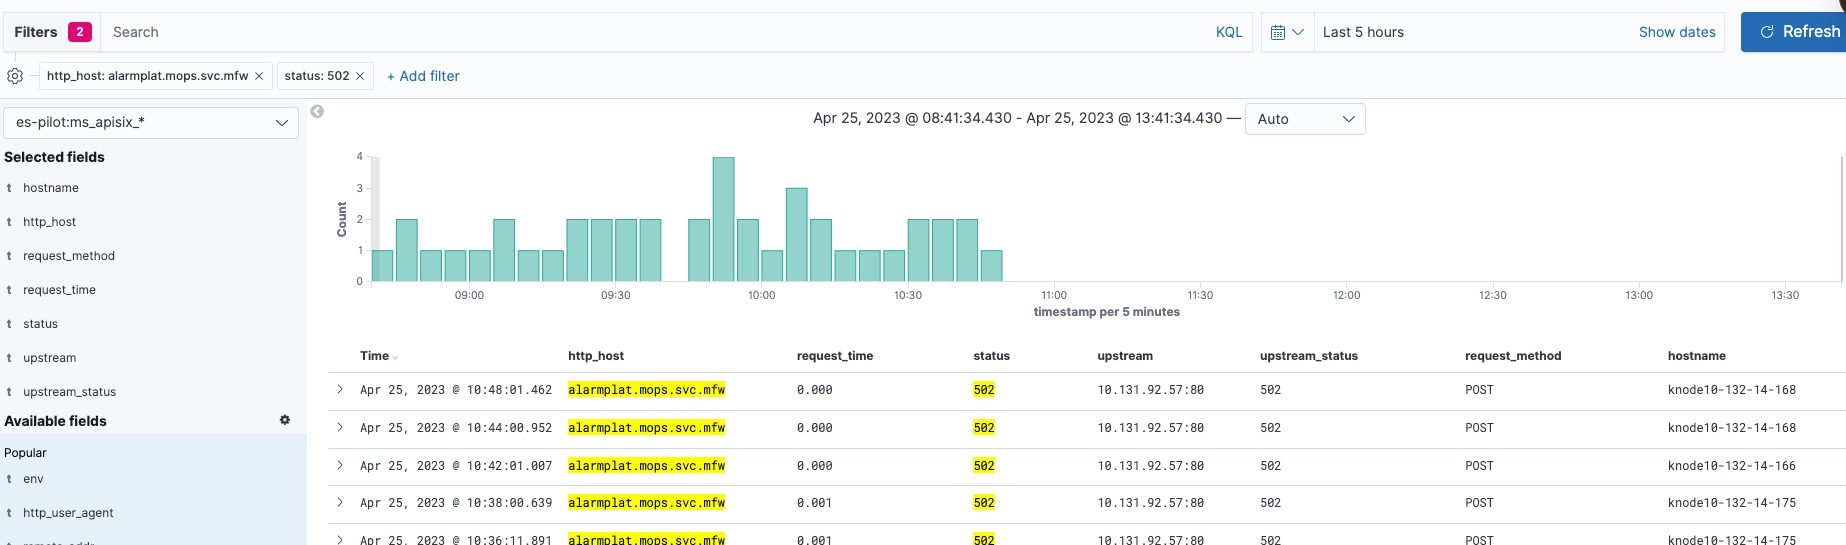 Filters 2 Search KQL Last 5 hours Show dates Refresh
http_host: alarmplat.mops.svc.mfw × status: 502 × + Add filter
es-pilot:ms_apisix_*
Selected fields
t hostname
t http_host
t request_method
t request_time
t status
t upstream
t upstream_status
Available fields
Popular
t env
t http_user_agent
Apr 25, 2023 @ 08:41:34.430 - Apr 25, 2023 @ 13:41:34.430 — Auto
Count
4
3
2
1
0
09:00 09:30 10:00 10:30 11:00 11:30 12:00 12:30 13:00 13:30
timestamp per 5 minutes
Time http_host request_time status upstream upstream_status request_method hostname
Apr 25, 2023 @ 10:48:01.462 alarmplat.mops.svc.mfw 0.000 502 10.131.92.57:80 502 POST knode10-132-14-168
Apr 25, 2023 @ 10:44:00.952 alarmplat.mops.svc.mfw 0.000 502 10.131.92.57:80 502 POST knode10-132-14-168
Apr 25, 2023 @ 10:42:01.007 alarmplat.mops.svc.mfw 0.000 502 10.131.92.57:80 502 POST knode10-132-14-166
Apr 25, 2023 @ 10:38:00.639 alarmplat.mops.svc.mfw 0.001 502 10.131.92.57:80 502 POST knode10-132-14-175
Apr 25, 2023 @ 10:36:11.891 alarmplat.mops.svc.mfw 0.001 502 10.131.92.57:80 502 POST knode10-132-14-175